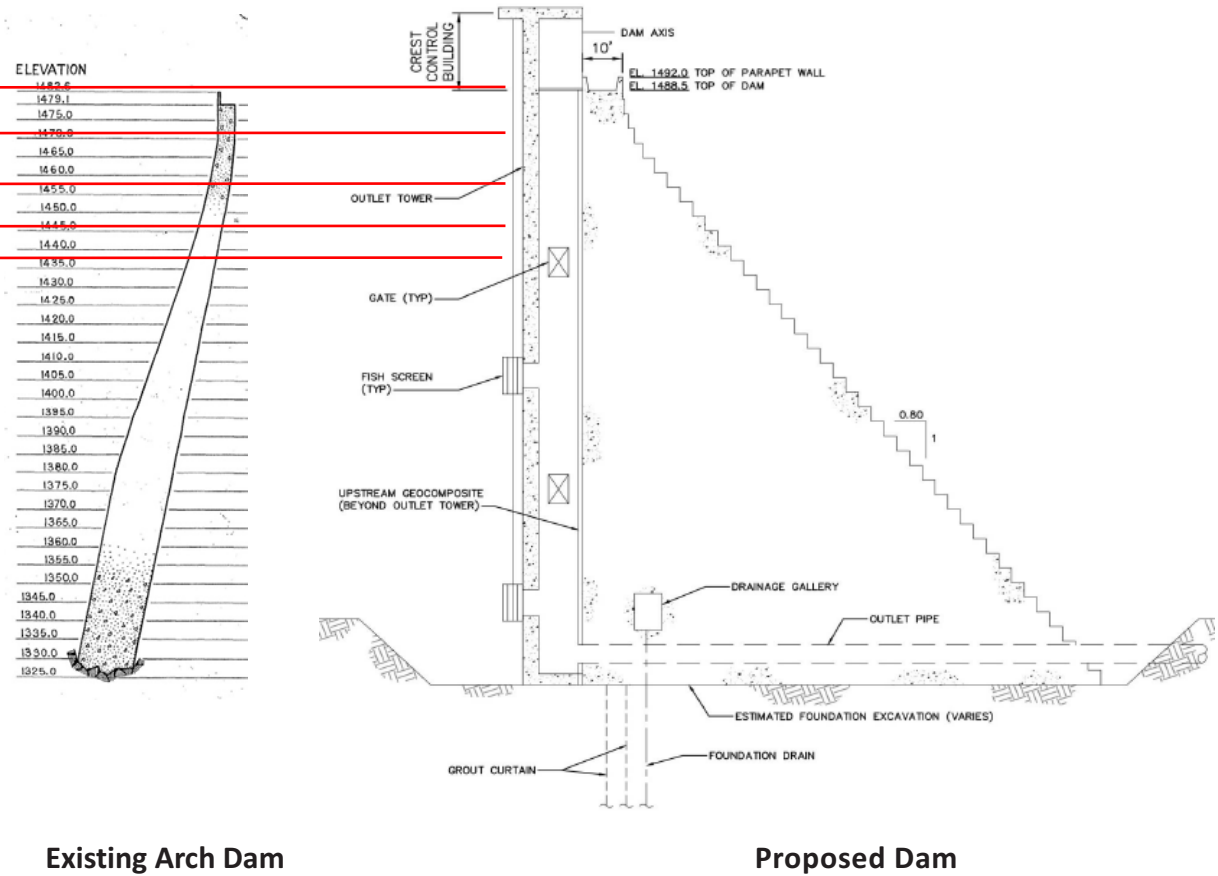 ELEVATION
1479.1
1475.0
1470.0
1465.0
1460.0
1455.0
1450.0
1445.0
1440.0
1435.0
1430.0
1425.0
1420.0
1415.0
1410.0
1405.0
1400.0
1395.0
1390.0
1385.0
1380.0
1375.0
1370.0
1365.0
1360.0
1355.0
1350.0
1345.0
1340.0
1335.0
1330.0
1325.0
CREST
CONTROL
BUILDING
DAM AXIS
10'
EL. 1492.0 TOP OF PARAPET WALL
EL. 1488.5 TOP OF DAM
OUTLET TOWER
GATE (TYP)
FISH SCREEN
(TYP)
0.80
1
UPSTREAM GEOCOMPOSITE
(BEYOND OUTLET TOWER)
DRAINAGE GALLERY
OUTLET PIPE
ESTIMATED FOUNDATION EXCAVATION (VARIES)
FOUNDATION DRAIN
GROUT CURTAIN
Existing Arch Dam
Proposed Dam